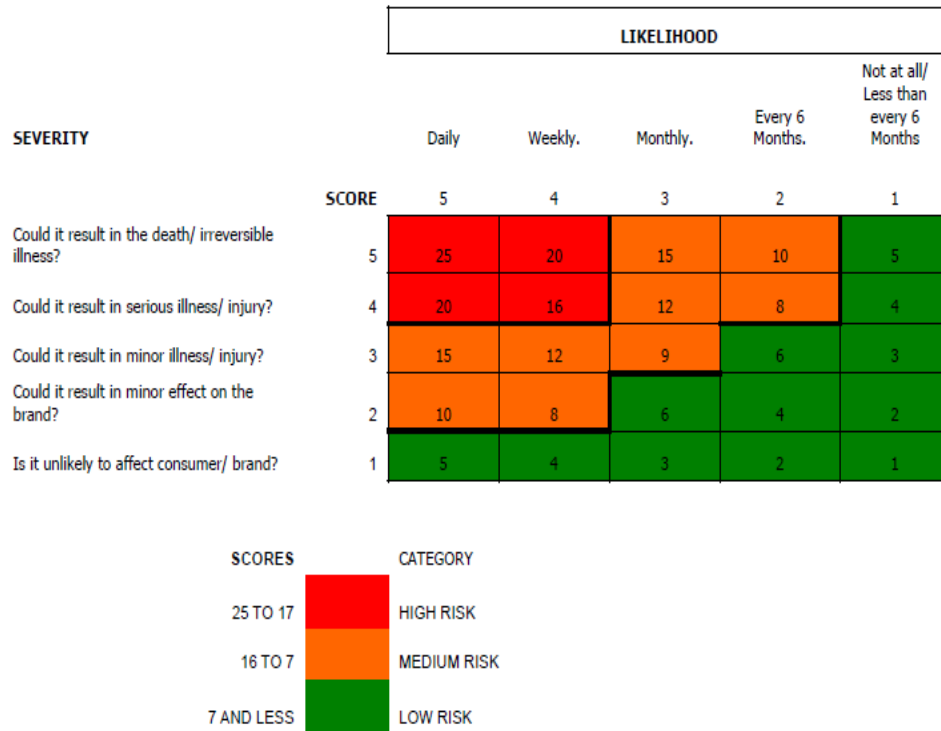 LIKELIHOOD
Not at all/
Less than
every 6
Months
Every 6
Months.
SEVERITY Daily Weekly. Monthly.
SCORE 5 4 3 2 1
Could it result in the death/ irreversible
illness? 5 25 20 15 10 5
Could it result in serious illness/ injury? 4 20 16 12 8 4
Could it result in minor illness/ injury? 3 15 12 9 6 3
Could it result in minor effect on the
brand? 2 10 8 6 4 2
Is it unlikely to affect consumer/ brand? 1 5 4 3 2 1
SCORES CATEGORY
25 TO 17 HIGH RISK
16 TO 7 MEDIUM RISK
7 AND LESS LOW RISK